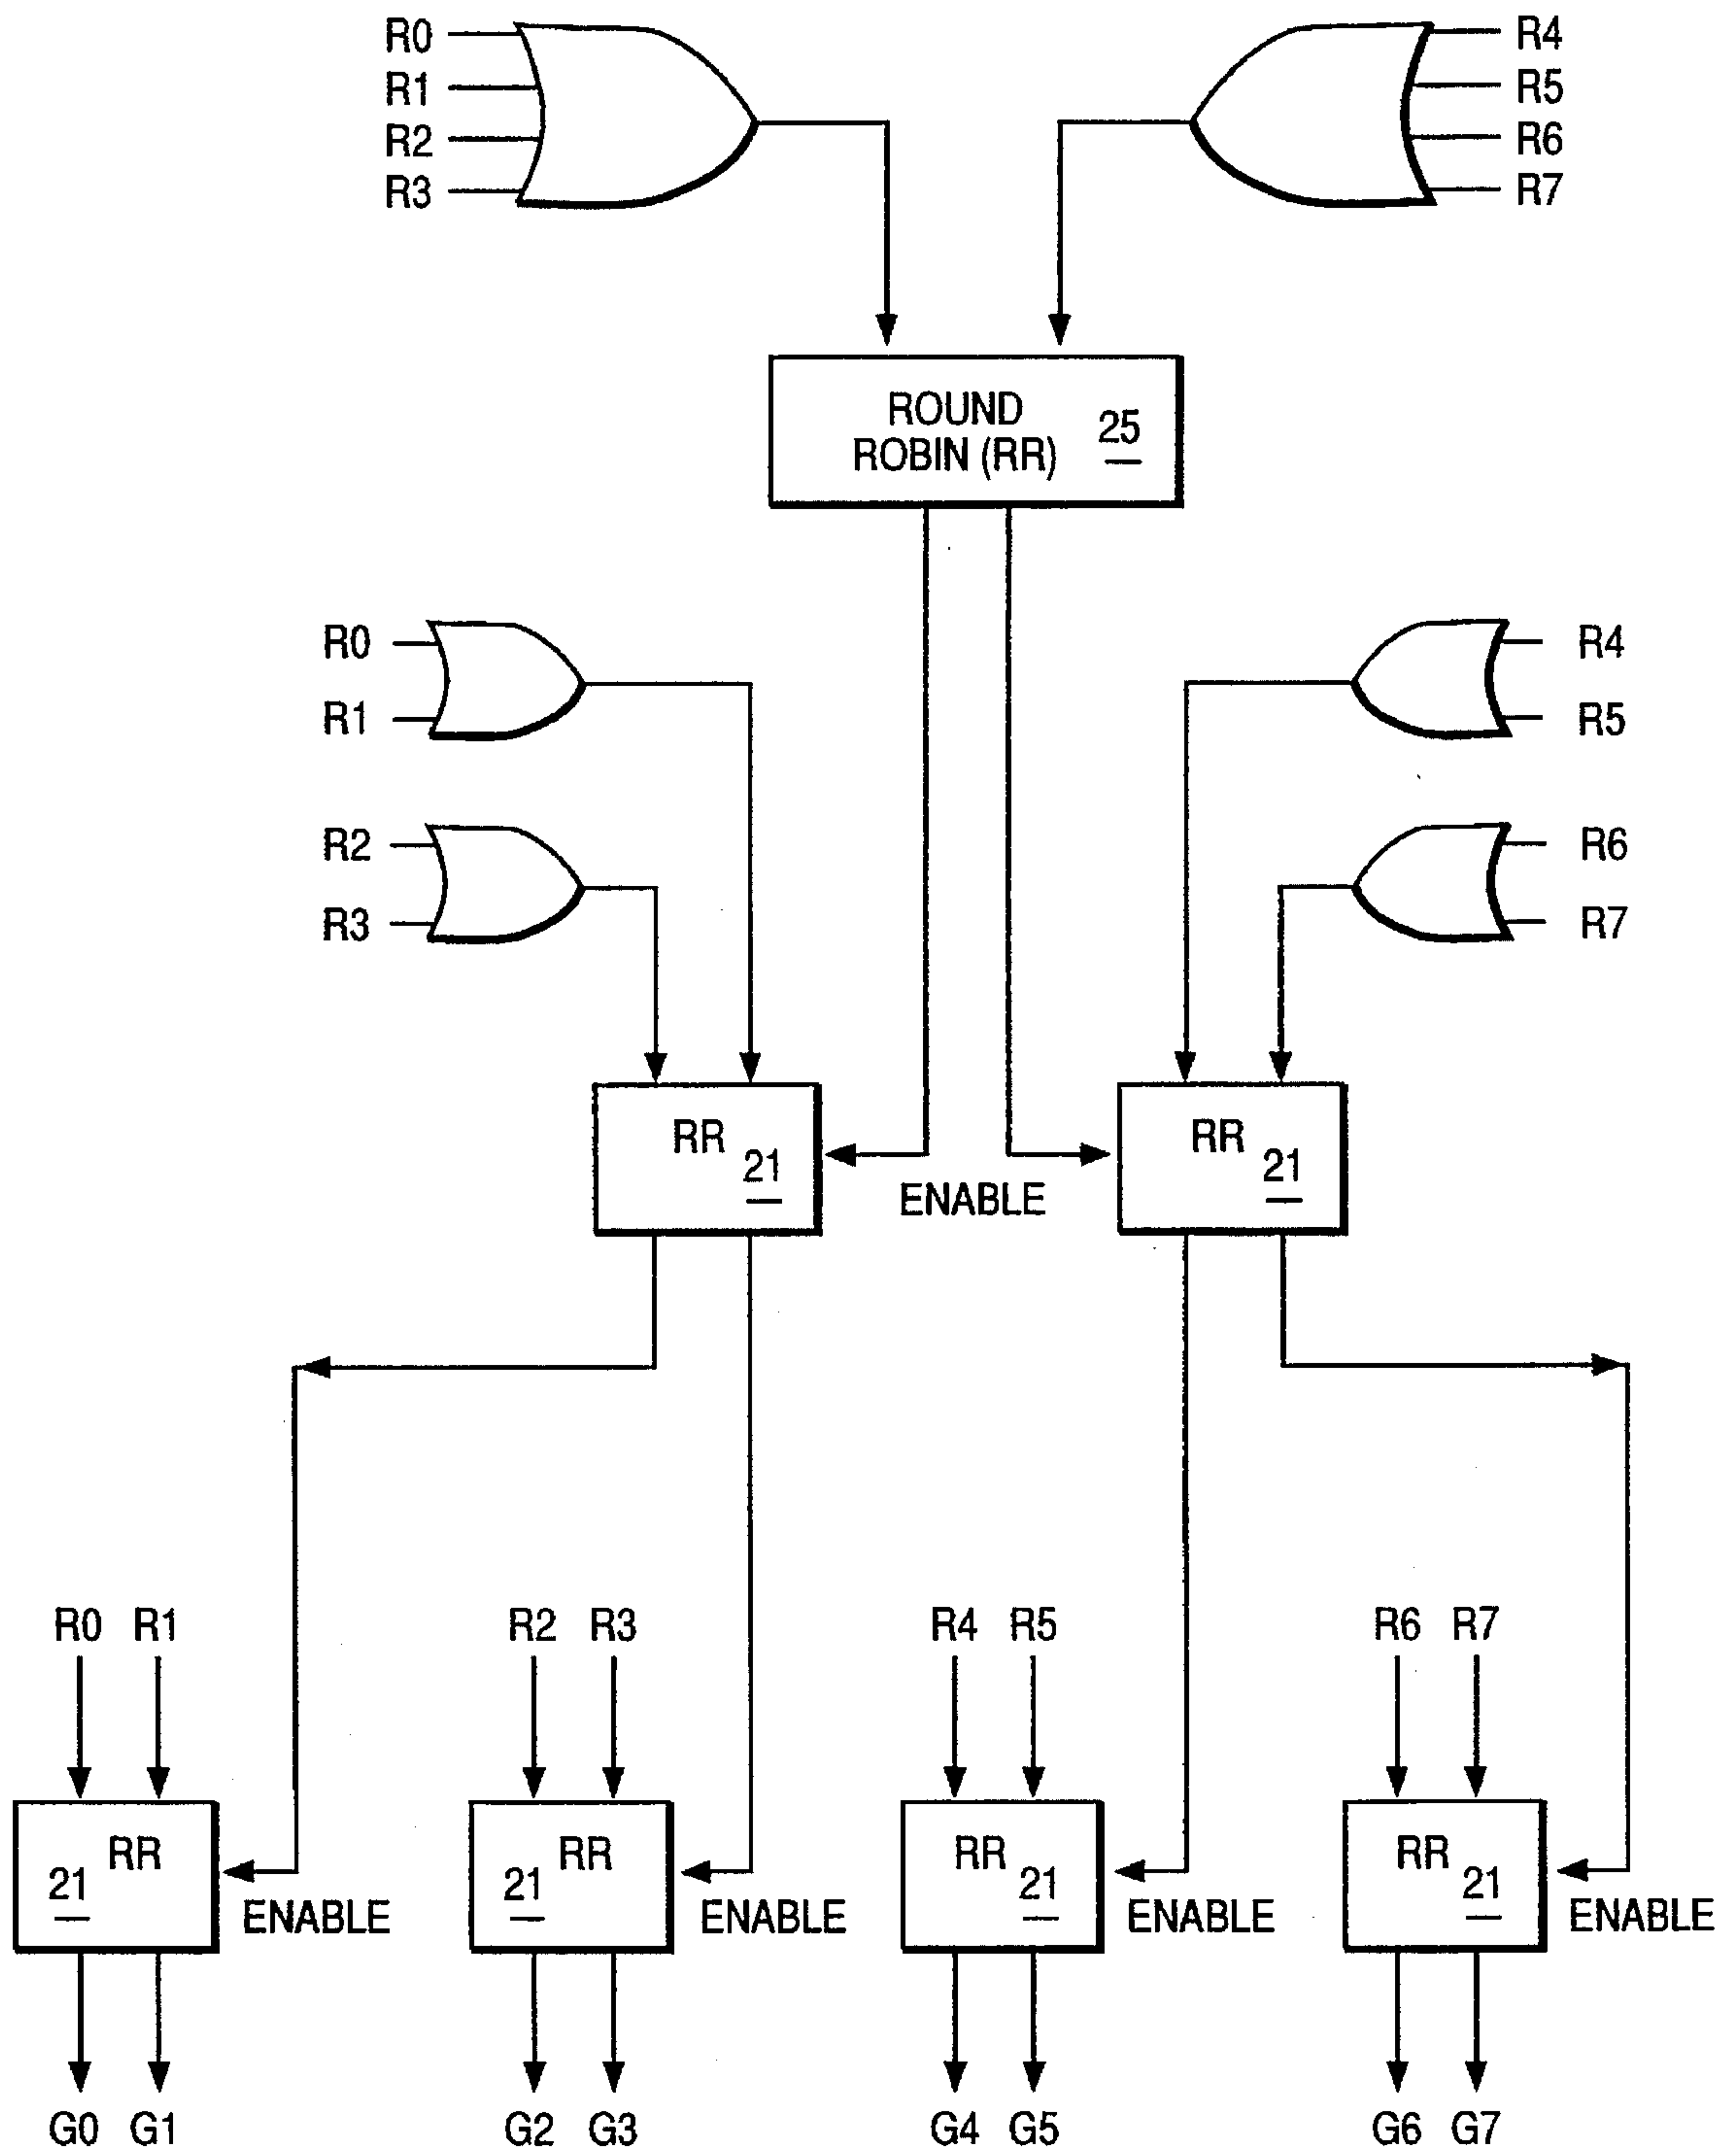 R0
R1
R2
R3
R4
R5
R6
R7
ROUND
ROBIN (RR)
25
R0
R1
R2
R3
R4
R5
R6
R7
RR
21
ENABLE
RR
21
R0 R1
R2 R3
R4 R5
R6 R7
RR
21
ENABLE
RR
21
ENABLE
RR
21
ENABLE
RR
21
ENABLE
G0 G1
G2 G3
G4 G5
G6 G7